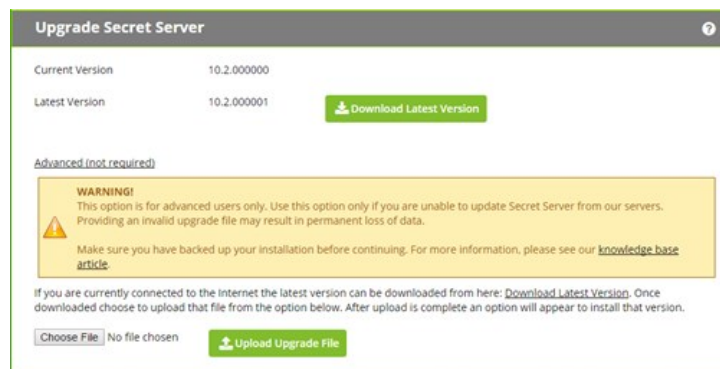 Upgrade Secret Server
Current Version 10.2.000000
Latest Version 10.2.000001 Download Latest Version
Advanced (not required)
WARNING!
This option is for advanced users only. Use this option only if you are unable to update Secret Server from our servers.
Providing an invalid upgrade file may result in permanent loss of data.
Make sure you have backed up your installation before continuing. For more information, please see our knowledge base
article.
If you are currently connected to the Internet the latest version can be downloaded from here: Download Latest Version. Once
downloaded choose to upload that file from the option below. After upload is complete an option will appear to install that version.
Choose File No file chosen Upload Upgrade File